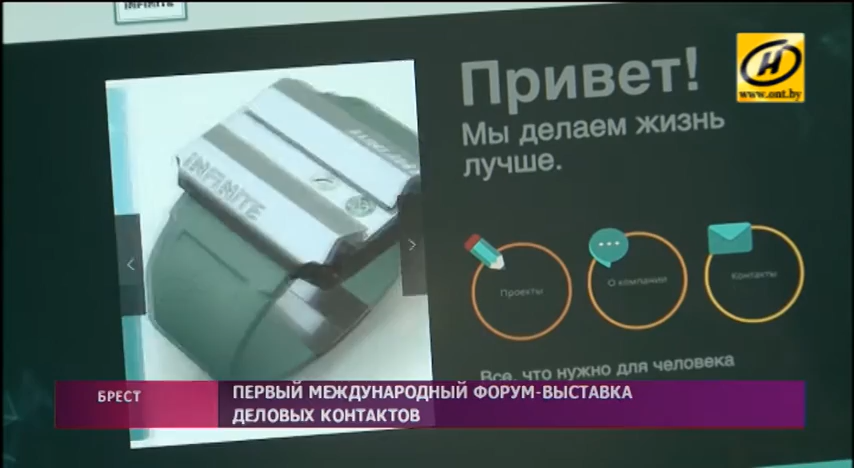 INFINITE
Привет!
Мы делаем жизнь
лучше.
www.ont.by
INFINITE
Проекты
О компании
Контакты
Все, что нужно для человека
БРЕСТ
ПЕРВЫЙ МЕЖДУНАРОДНЫЙ ФОРУМ-ВЫСТАВКА
ДЕЛОВЫХ КОНТАКТОВ